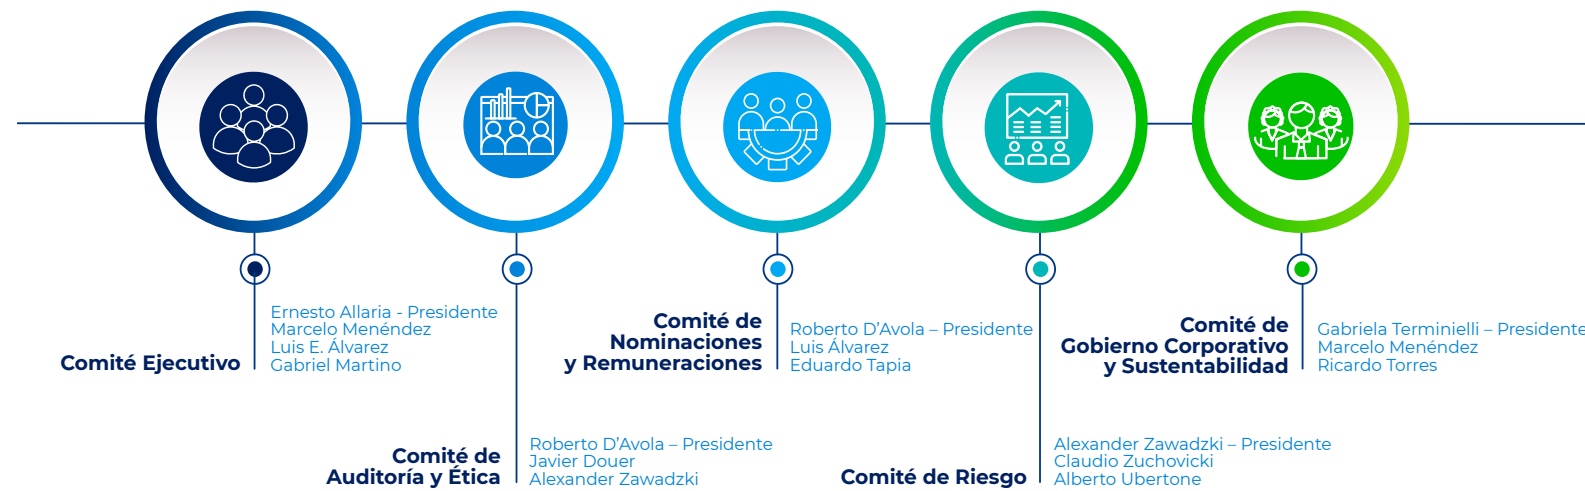 Comité Ejecutivo
Ernesto Allaria - Presidente
Marcelo Menéndez
Luis E. Álvarez
Gabriel Martino
Comité de
Auditoría y Ética
Roberto D’Avola – Presidente
Javier Douer
Alexander Zawadzki
Comité de
Nominaciones
y Remuneraciones
Roberto D’Avola – Presidente
Luis Álvarez
Eduardo Tapia
Comité de Riesgo
Alexander Zawadzki – Presidente
Claudio Zuchovicki
Alberto Ubertone
Comité de
Gobierno Corporativo
y Sustentabilidad
Gabriela Terminielli – Presidente
Marcelo Menéndez
Ricardo Torres